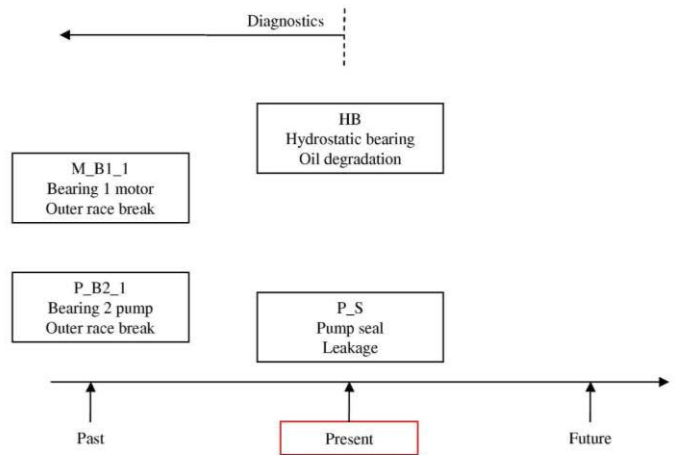 Diagnostics
HB
Hydrostatic bearing
Oil degradation
M_B1_1
Bearing 1 motor
Outer race break
P_B2_1
Bearing 2 pump
Outer race break
P_S
Pump seal
Leakage
Past
Present
Future